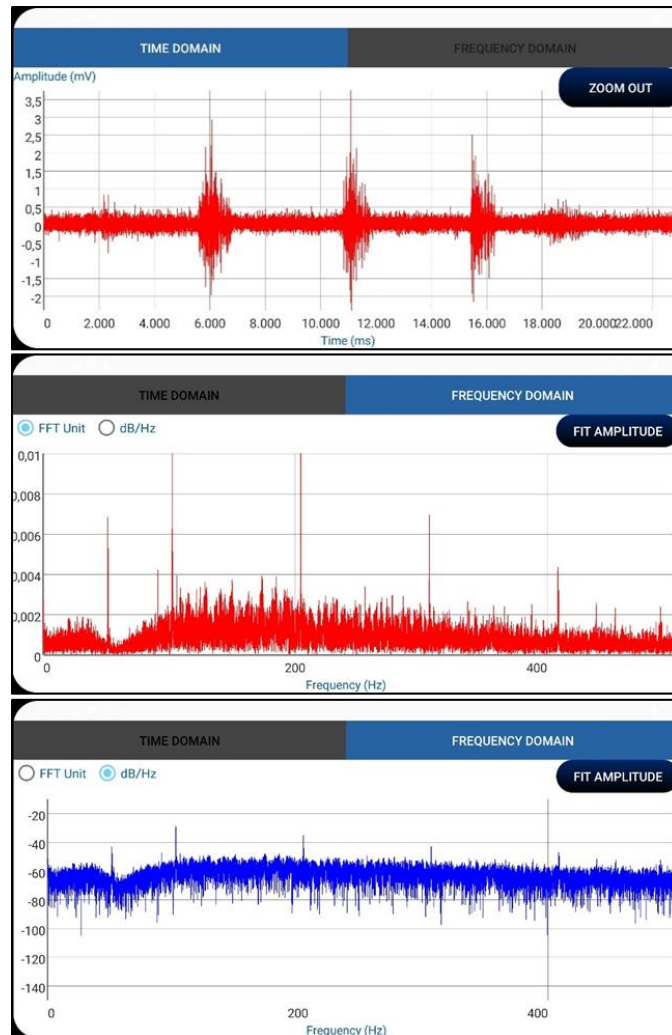 TIME DOMAIN FREQUENCY DOMAIN
Amplitude (mV)
ZOOM OUT
3,5
3
2,5
2
1,5
1
0,5
0
-0,5
-1
-1,5
-2
0 2.000 4.000 6.000 8.000 10.000 12.000 14.000 16.000 18.000 20.000 22.000
Time (ms)
TIME DOMAIN FREQUENCY DOMAIN
FFT Unit dB/Hz
FIT AMPLITUDE
0,01
0,008
0,006
0,004
0,002
0
0 200 400
Frequency (Hz)
TIME DOMAIN FREQUENCY DOMAIN
FFT Unit dB/Hz
FIT AMPLITUDE
-20
-40
-60
-80
-100
-120
-140
0 200 400
Frequency (Hz)